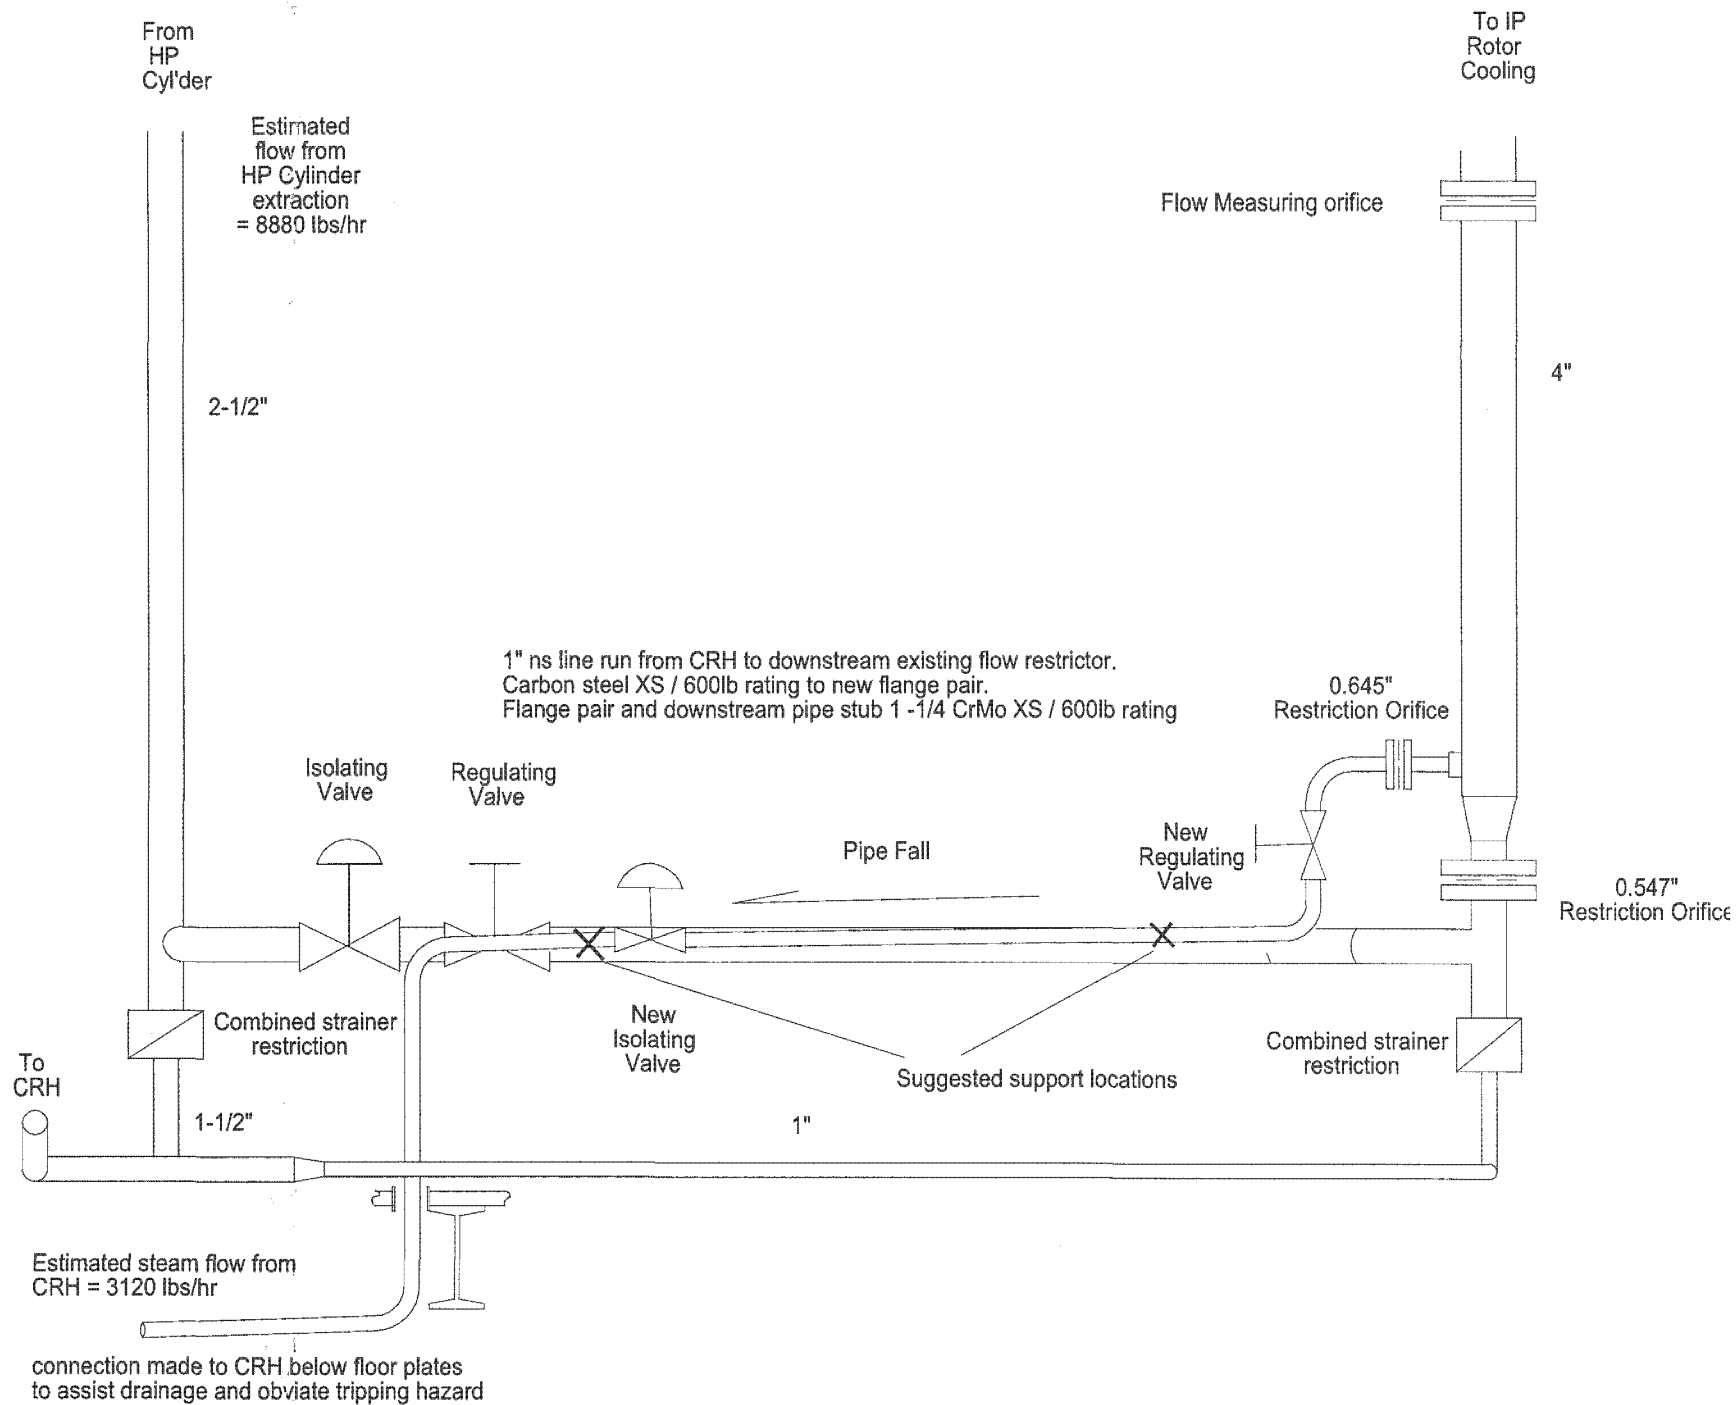 From
HP
Cyl'der
To IP
Rotor
Cooling
Estimated
flow from
HP Cylinder
extraction
= 8880 lbs/hr
Flow Measuring orifice
4"
2-1/2"
1" ns line run from CRH to downstream existing flow restrictor.
Carbon steel XS / 600lb rating to new flange pair.
Flange pair and downstream pipe stub 1 -1/4 CrMo XS / 600lb rating
0.645"
Restriction Orifice
Isolating
Valve
Regulating
Valve
Pipe Fall
New
Regulating
Valve
0.547"
Restriction Orifice
Combined strainer
restriction
New
Isolating
Valve
Suggested support locations
Combined strainer
restriction
To
CRH
1-1/2"
1"
Estimated steam flow from
CRH = 3120 lbs/hr
connection made to CRH below floor plates
to assist drainage and obviate tripping hazard